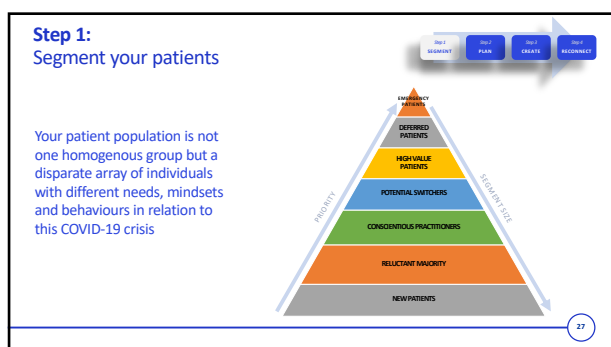 Step 1:
Segment your patients
Step 1
SEGMENT
Step 2
PLAN
Step 3
CREATE
Step 4
RECONNECT
Your patient population is not
one homogenous group but a
disparate array of individuals
with different needs, mindsets
and behaviours in relation to
this COVID-19 crisis
PRIORITY
EMERGENCY
PATIENTS
DEFERRED
PATIENTS
HIGH VALUE
PATIENTS
POTENTIAL SWITCHERS
CONSCIENTIOUS PRACTITIONERS
RELUCTANT MAJORITY
NEW PATIENTS
SEGMENT SIZE
27